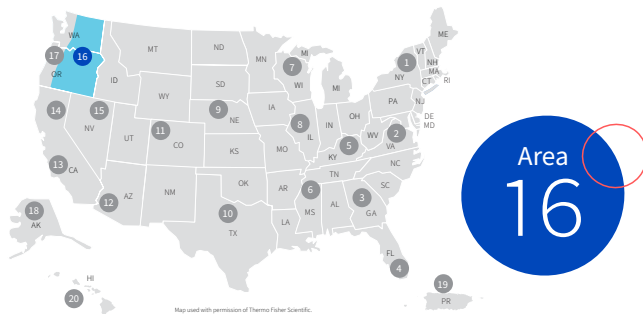 WA
ME
MT
ND
MN
MI
VT
NH
MA
CT
RI
NY
1
17
16
OR
ID
SD
WI
7
MI
WY
PA
NJ
9
NE
IA
OH
DE
MD
14
15
NV
UT
11
CO
8
IL
IN
WV
2
VA
5
KY
KS
MO
NC
13
CA
TN
OK
AR
SC
12
AZ
NM
6
MS
AL
3
GA
10
TX
LA
18
AK
FL
4
HI
20
19
PR
Area
16
Map used with permission of Thermo Fisher Scientific.